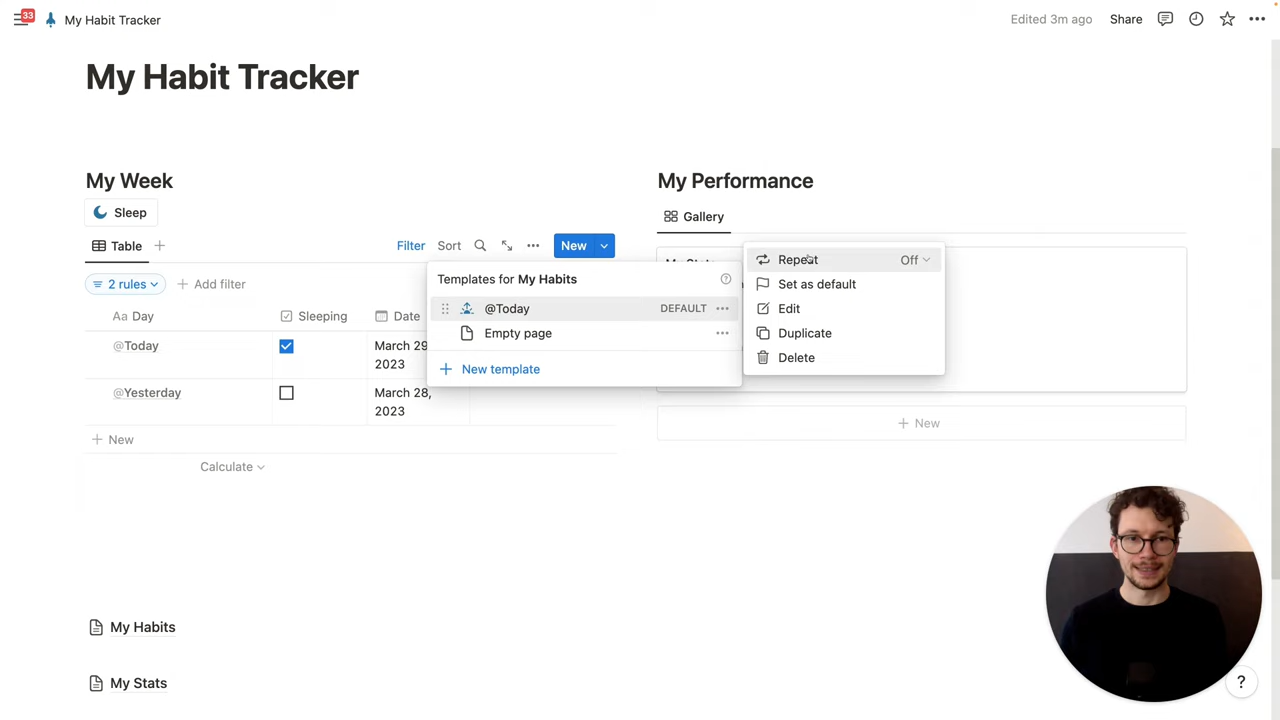 33
My Habit Tracker
Edited 3m ago
Share
My Habit Tracker
My Week
Sleep
Table
Filter
Sort
New
2 rules
Add filter
Aa Day
Sleeping
Date
@Today
March 29
2023
@Yesterday
March 28,
2023
New
Calculate
Templates for My Habits
@Today
DEFAULT
Empty page
New template
Repeat
Off
Set as default
Edit
Duplicate
Delete
My Performance
Gallery
New
My Habits
My Stats
?